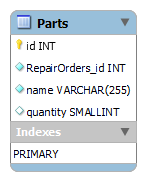 Parts
id INT
RepairOrders_id INT
name VARCHAR(255)
quantity SMALLINT
Indexes
PRIMARY